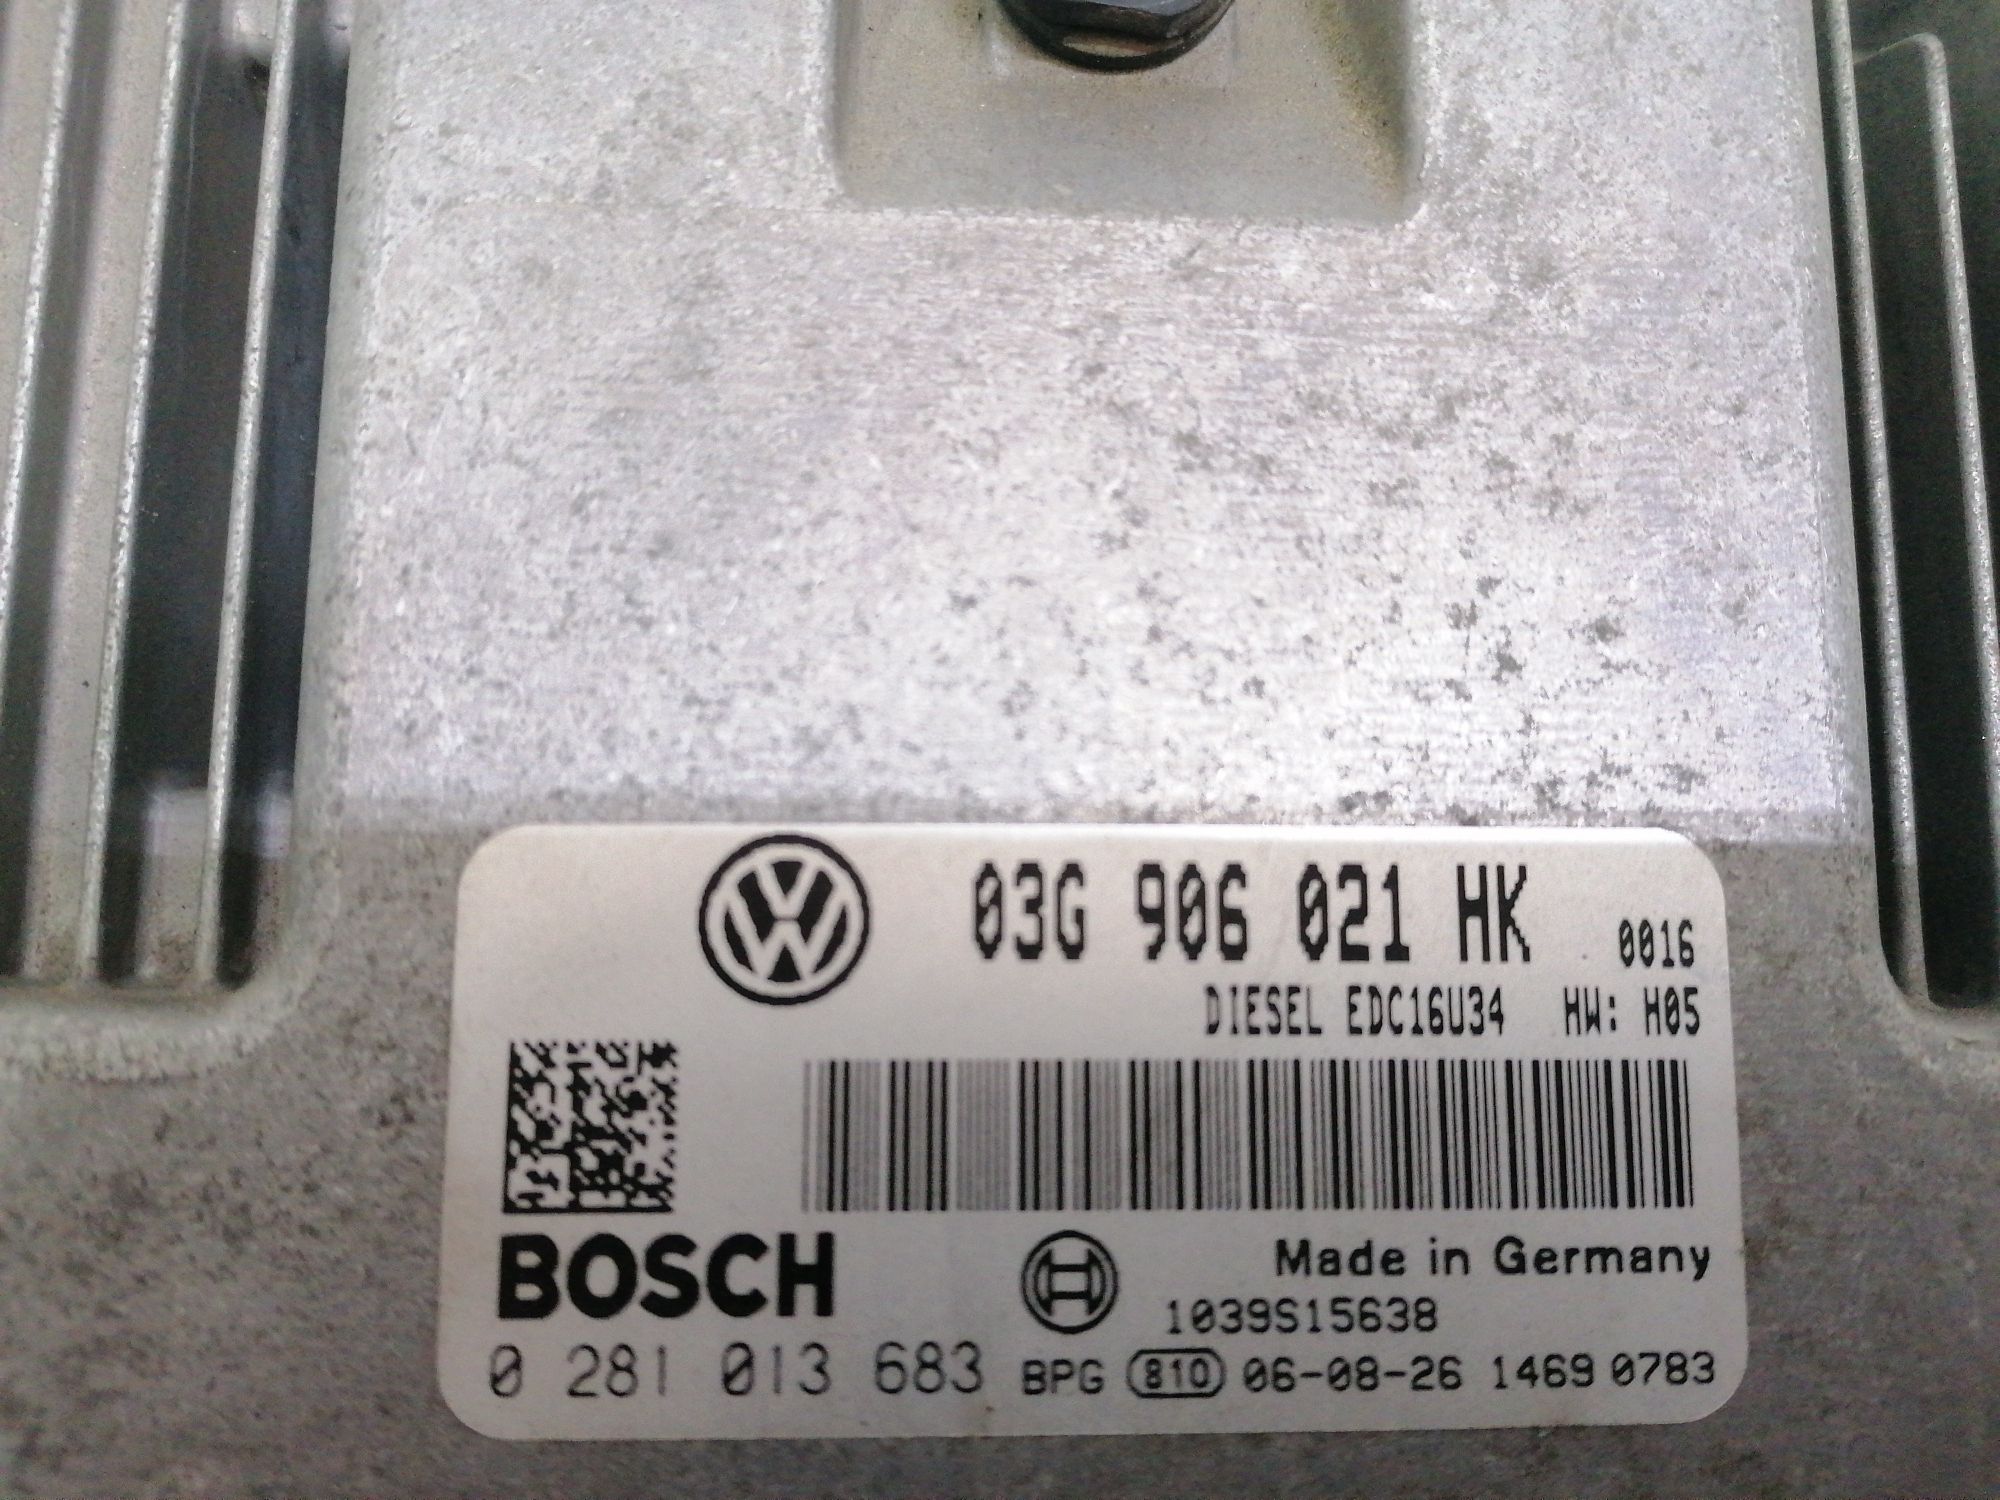 03G 906 021 HK 0016
DIESEL EDC16U34 HW: H05
BOSCH
Made in Germany
1039S15638
0 281 013 683 BPG 810 06-08-26 1469 0783